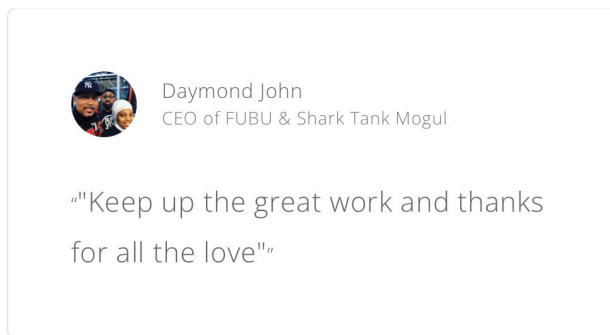 Daymond John
CEO of FUBU & Shark Tank Mogul
“"Keep up the great work and thanks
for all the love"”